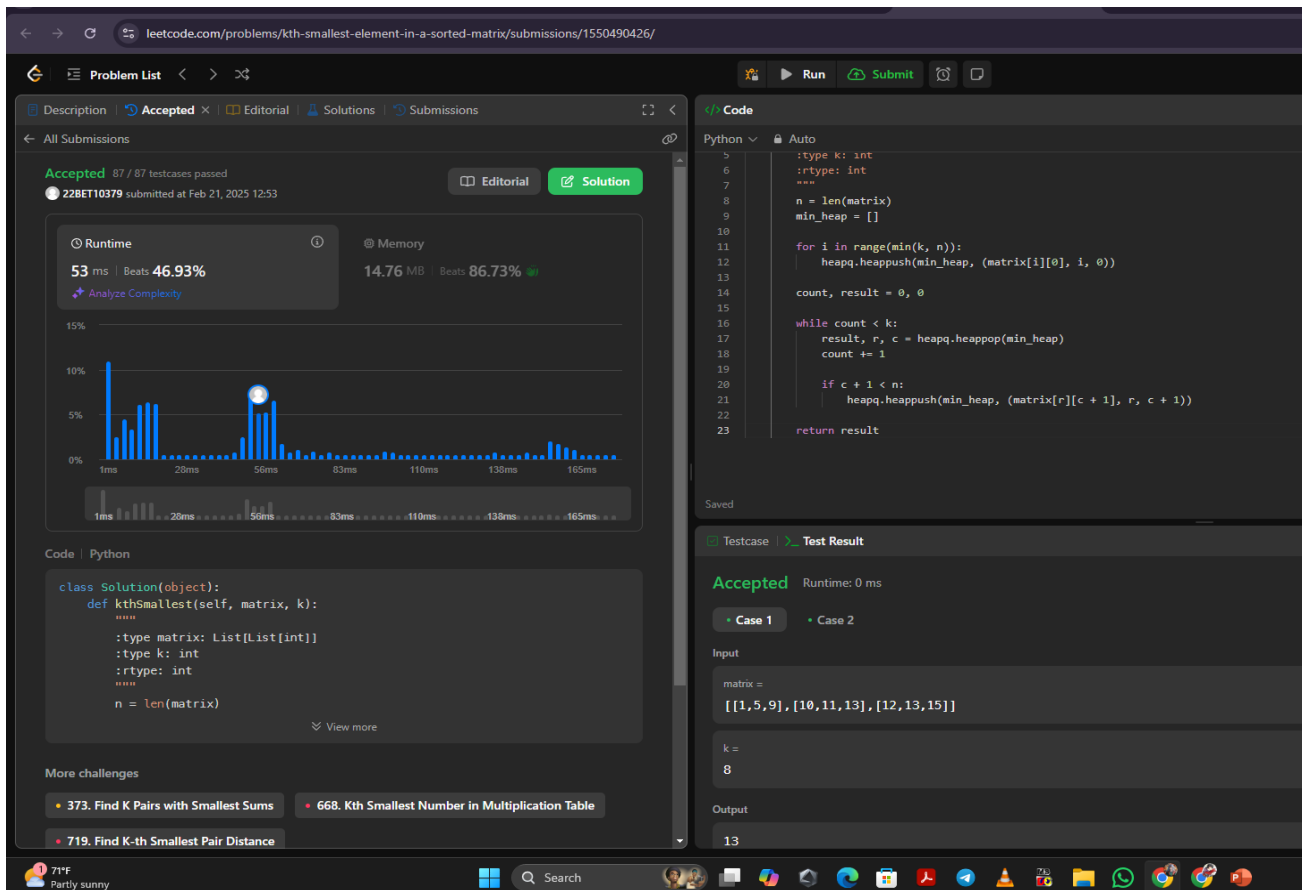 leetcode.com/problems/kth-smallest-element-in-a-sorted-matrix/submissions/1550490426/
Problem List
Run
Submit
Description
Accepted
Editorial
Solutions
Submissions
All Submissions
Accepted 87 / 87 testcases passed
22BET10379 submitted at Feb 21, 2025 12:53
Editorial
Solution
Runtime
53 ms | Beats 46.93%
Analyze Complexity
Memory
14.76 MB | Beats 86.73%
15%
10%
5%
0%
1ms 28ms 56ms 83ms 110ms 138ms 165ms
1ms 28ms 56ms 83ms 110ms 138ms 165ms
Code | Python
class Solution(object):
    def kthSmallest(self, matrix, k):
        """
        :type matrix: List[List[int]]
        :type k: int
        :rtype: int
        """
        n = len(matrix)
View more
More challenges
373. Find K Pairs with Smallest Sums
668. Kth Smallest Number in Multiplication Table
719. Find K-th Smallest Pair Distance
</> Code
Python
Auto
5         :type k: int
6         :rtype: int
7         """
8         n = len(matrix)
9         min_heap = []
10
11         for i in range(min(k, n)):
12             heapq.heappush(min_heap, (matrix[i][0], i, 0))
13
14         count, result = 0, 0
15
16         while count < k:
17             result, r, c = heapq.heappop(min_heap)
18             count += 1
19
20             if c + 1 < n:
21                 heapq.heappush(min_heap, (matrix[r][c + 1], r, c + 1))
22
23         return result
Saved
Testcase
Test Result
Accepted Runtime: 0 ms
Case 1
Case 2
Input
matrix =
[[1,5,9],[10,11,13],[12,13,15]]
k =
8
Output
13
1
71°F
Partly sunny
Search